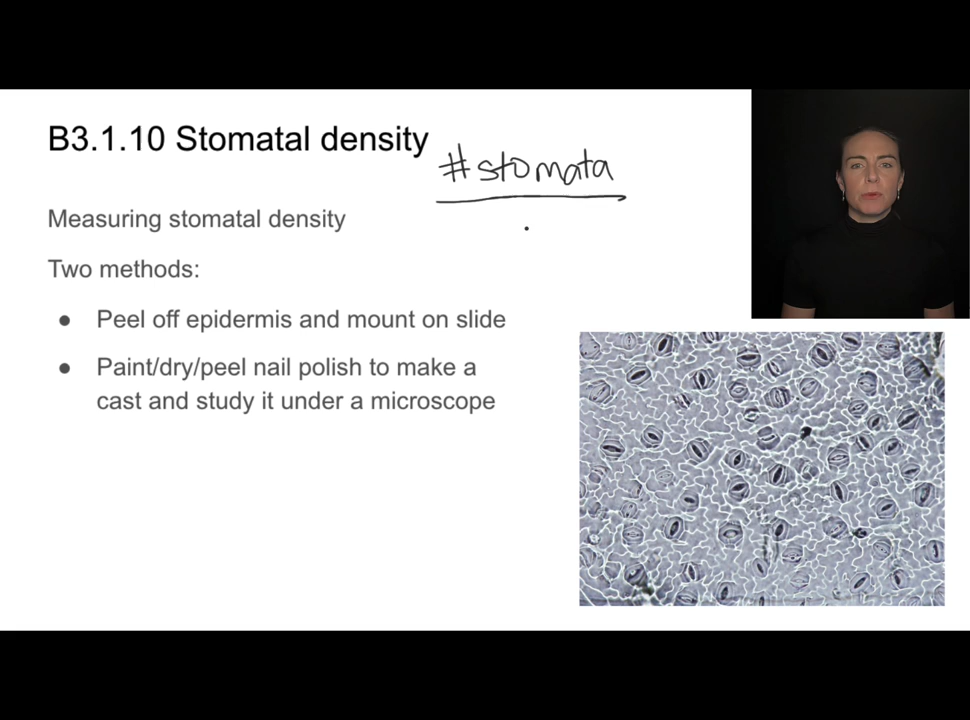 B3.1.10 Stomatal density
#stomata
Measuring stomatal density
Two methods:
● Peel off epidermis and mount on slide
● Paint/dry/peel nail polish to make a
cast and study it under a microscope